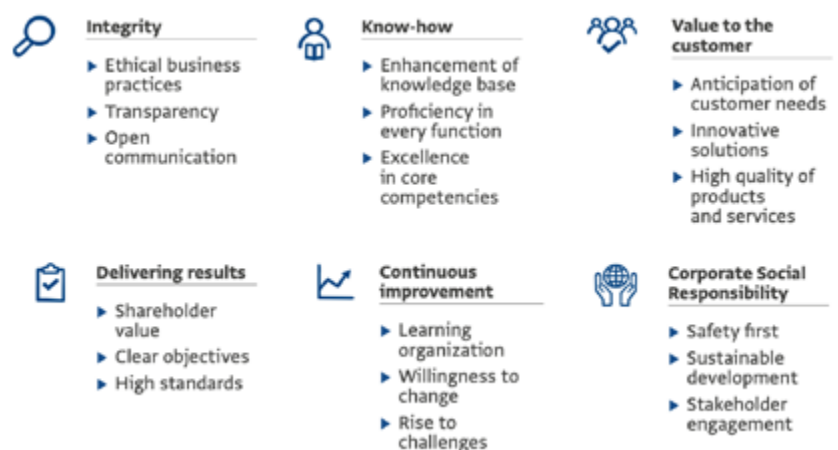 Integrity
▶ Ethical business
practices
▶ Transparency
▶ Open
communication
Know-how
▶ Enhancement of
knowledge base
▶ Proficiency in
every function
▶ Excellence
in core
competencies
Value to the
customer
▶ Anticipation of
customer needs
▶ Innovative
solutions
▶ High quality of
products
and services
Delivering results
▶ Shareholder
value
▶ Clear objectives
▶ High standards
Continuous
improvement
▶ Learning
organization
▶ Willingness to
change
▶ Rise to
challenges
Corporate Social
Responsibility
▶ Safety first
▶ Sustainable
development
▶ Stakeholder
engagement